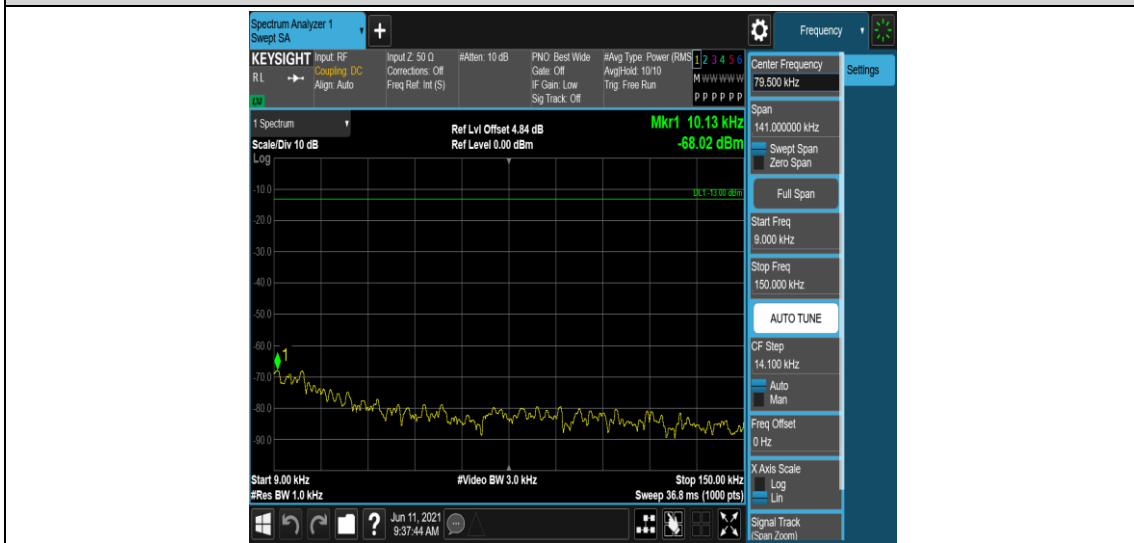 Spectrum Analyzer 1
Swept SA
+
Frequency
KEYSIGHT
Input: RF
Input Z: 50 Ω
#Atten: 10 dB
PNO: Best Wide
#Avg Type: Power (RMS
1 2 3 4 5 6
R L
Coupling: DC
Corrections: Off
Gate: Off
Avg|Hold: 10/10
M W W W W W
Align: Auto
Freq Ref: Int (S)
IF Gain: Low
Trig: Free Run
Sig Track: Off
P P P P P P
LXI
1 Spectrum
Ref Lvl Offset 4.84 dB
Mkr1 10.13 kHz
Scale/Div 10 dB
Ref Level 0.00 dBm
-68.02 dBm
Log
-10.0
DL1 -13.00 dBm
-20.0
-30.0
-40.0
-50.0
-60.0
1
-70.0
-80.0
-90.0
Start 9.00 kHz
#Video BW 3.0 kHz
Stop 150.00 kHz
#Res BW 1.0 kHz
Sweep 36.8 ms (1000 pts)
?
Jun 11, 2021
9:37:44 AM
Center Frequency
79.500 kHz
Settings
Span
141.000000 kHz
Swept Span
Zero Span
Full Span
Start Freq
9.000 kHz
Stop Freq
150.000 kHz
AUTO TUNE
CF Step
14.100 kHz
Auto
Man
Freq Offset
0 Hz
X Axis Scale
Log
Lin
Signal Track
(Span Zoom)